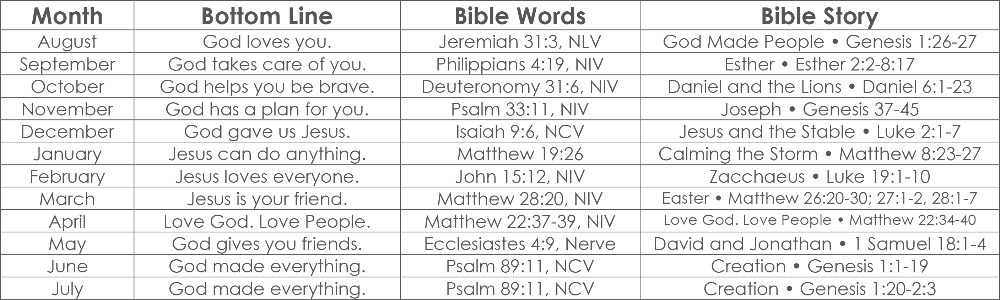 Month Bottom Line Bible Words Bible Story
August God loves you. Jeremiah 31:3, NLV God Made People • Genesis 1:26-27
September God takes care of you. Philippians 4:19, NIV Esther • Esther 2:2-8:17
October God helps you be brave. Deuteronomy 31:6, NIV Daniel and the Lions • Daniel 6:1-23
November God has a plan for you. Psalm 33:11, NIV Joseph • Genesis 37-45
December God gave us Jesus. Isaiah 9:6, NCV Jesus and the Stable • Luke 2:1-7
January Jesus can do anything. Matthew 19:26 Calming the Storm • Matthew 8:23-27
February Jesus loves everyone. John 15:12, NIV Zacchaeus • Luke 19:1-10
March Jesus is your friend. Matthew 28:20, NIV Easter • Matthew 26:20-30; 27:1-2, 28:1-7
April Love God. Love People. Matthew 22:37-39, NIV Love God. Love People • Matthew 22:34-40
May God gives you friends. Ecclesiastes 4:9, Nerve David and Jonathan • 1 Samuel 18:1-4
June God made everything. Psalm 89:11, NCV Creation • Genesis 1:1-19
July God made everything. Psalm 89:11, NCV Creation • Genesis 1:20-2:3